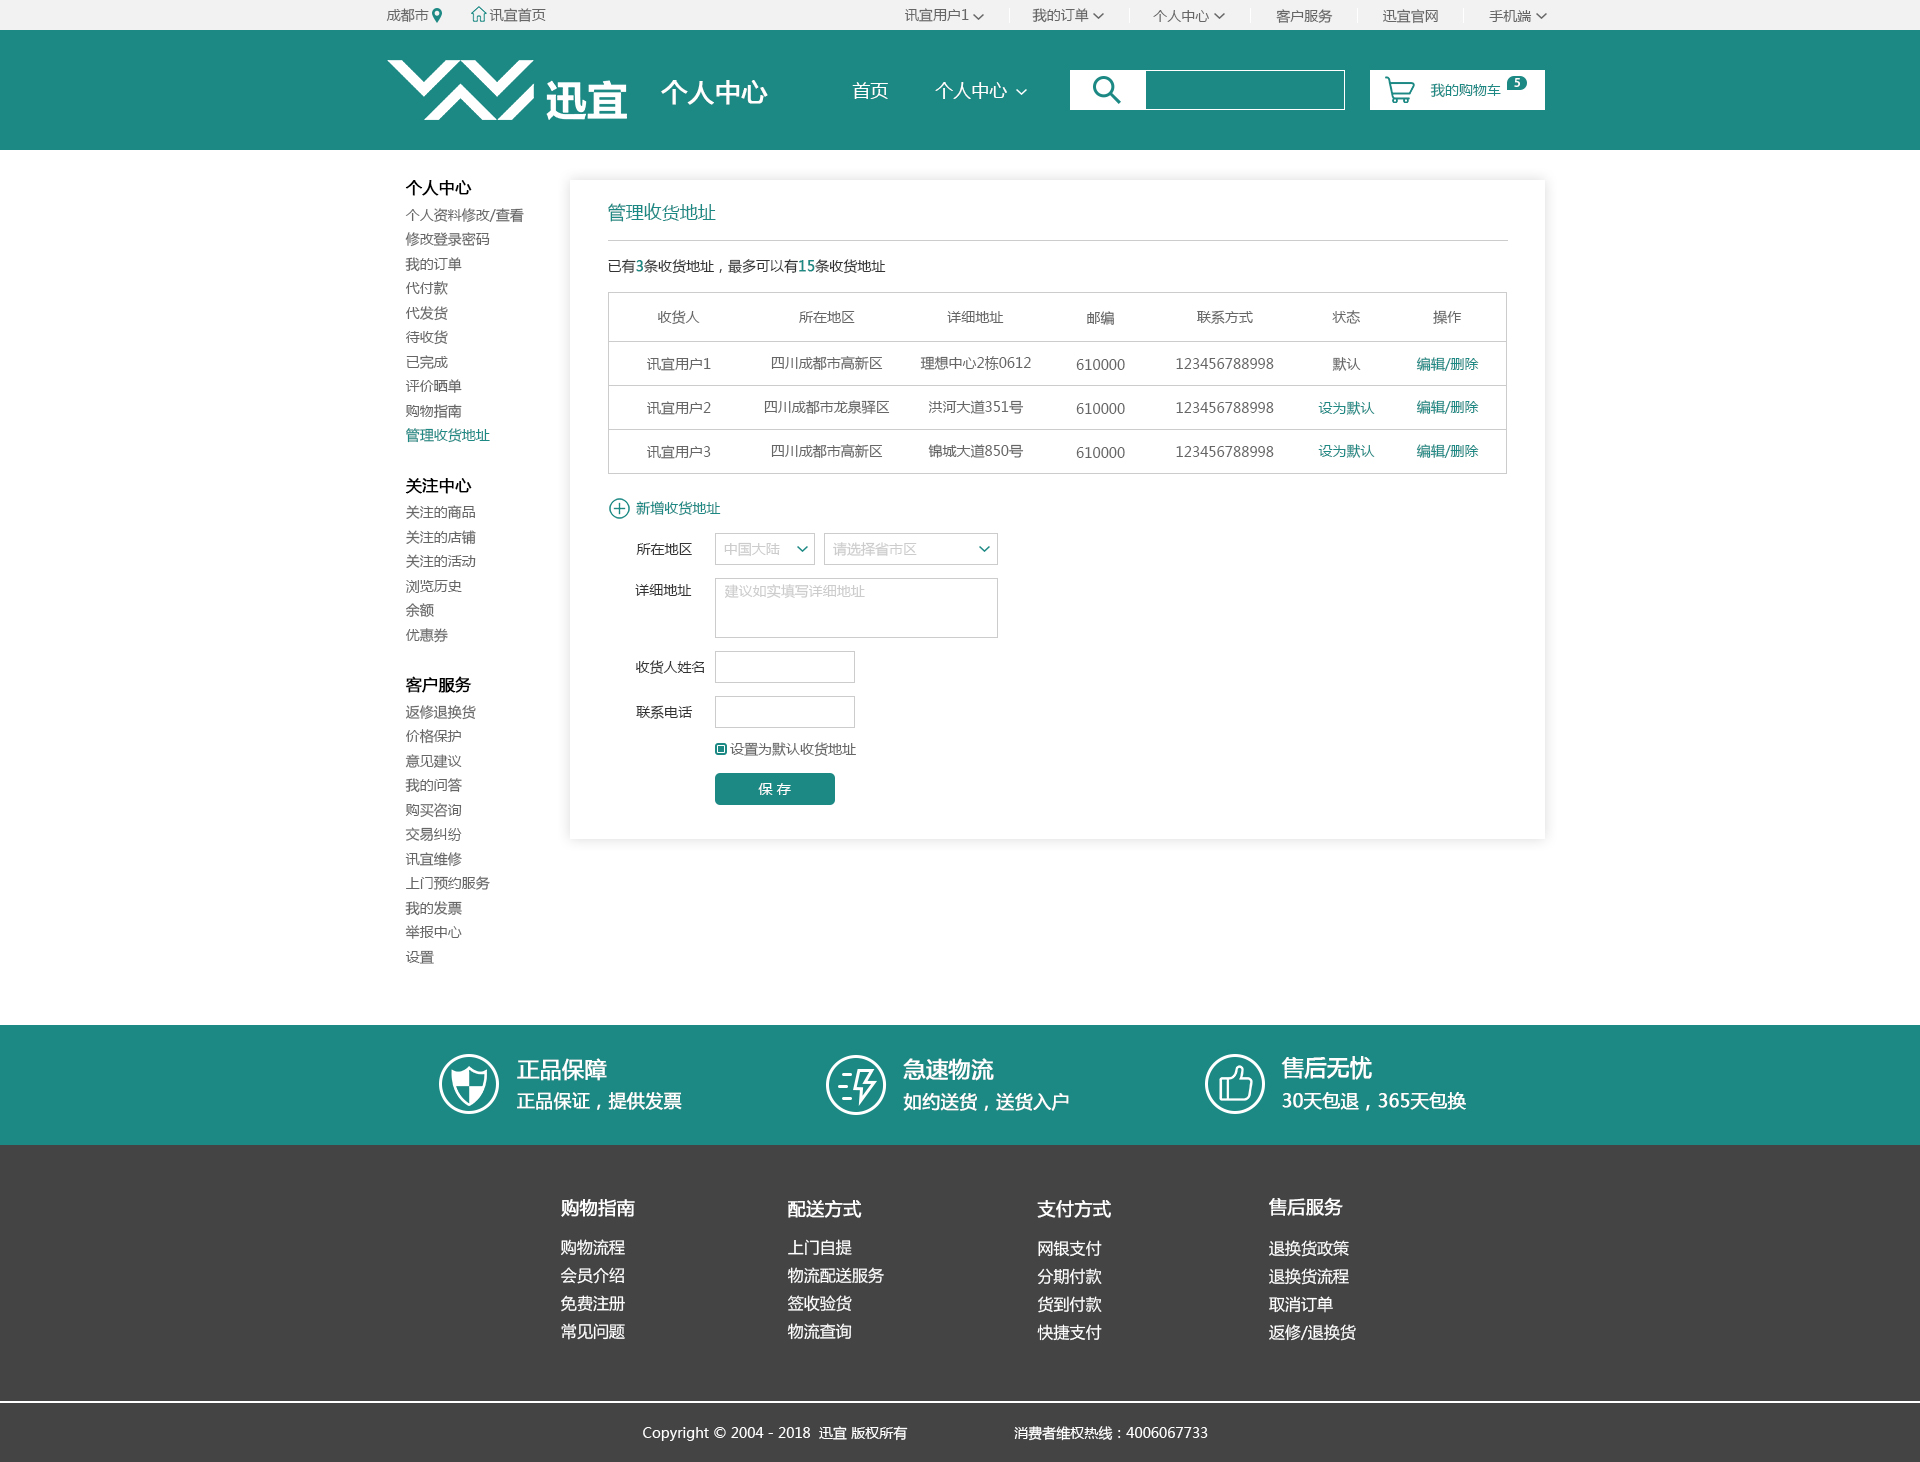 成都市 讯宜首页 讯宜用户1 我的订单 个人中心 客户服务 迅宜官网 手机端
迅宜 个人中心 首页 个人中心 我的购物车 5
个人中心
个人资料修改/查看
修改登录密码
我的订单
代付款
代发货
待收货
已完成
评价晒单
购物指南
管理收货地址
关注中心
关注的商品
关注的店铺
关注的活动
浏览历史
余额
优惠券
客户服务
返修退换货
价格保护
意见建议
我的问答
购买咨询
交易纠纷
讯宜维修
上门预约服务
我的发票
举报中心
设置
管理收货地址
已有3条收货地址，最多可以有15条收货地址
收货人 所在地区 详细地址 邮编 联系方式 状态 操作
讯宜用户1 四川成都市高新区 理想中心2栋0612 610000 123456788998 默认 编辑/删除
讯宜用户2 四川成都市龙泉驿区 洪河大道351号 610000 123456788998 设为默认 编辑/删除
讯宜用户3 四川成都市高新区 锦城大道850号 610000 123456788998 设为默认 编辑/删除
新增收货地址
所在地区 中国大陆 请选择省市区
详细地址 建议如实填写详细地址
收货人姓名
联系电话
设置为默认收货地址
保 存
正品保障 急速物流 售后无忧
正品保证，提供发票 如约送货，送货入户 30天包退，365天包换
购物指南 配送方式 支付方式 售后服务
购物流程 上门自提 网银支付 退换货政策
会员介绍 物流配送服务 分期付款 退换货流程
免费注册 签收验货 货到付款 取消订单
常见问题 物流查询 快捷支付 返修/退换货
Copyright © 2004 - 2018 迅宜 版权所有 消费者维权热线：4006067733